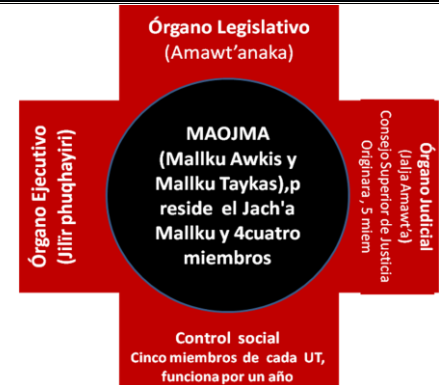 Órgano Legislativo
(Amawt'anaka)
Órgano Ejecutivo
(Jilïr phuqhayiri)
MAOJMA
(Mallku Awkis y
Mallku Taykas),p
reside el Jach'a
Mallku y 4cuatro
miembros
Órgano Judicial
(Jalja Amawt'a)
Consejo Superior de Justicia
Originara , 5 miem
Control social
Cinco miembros de cada UT,
funciona por un año